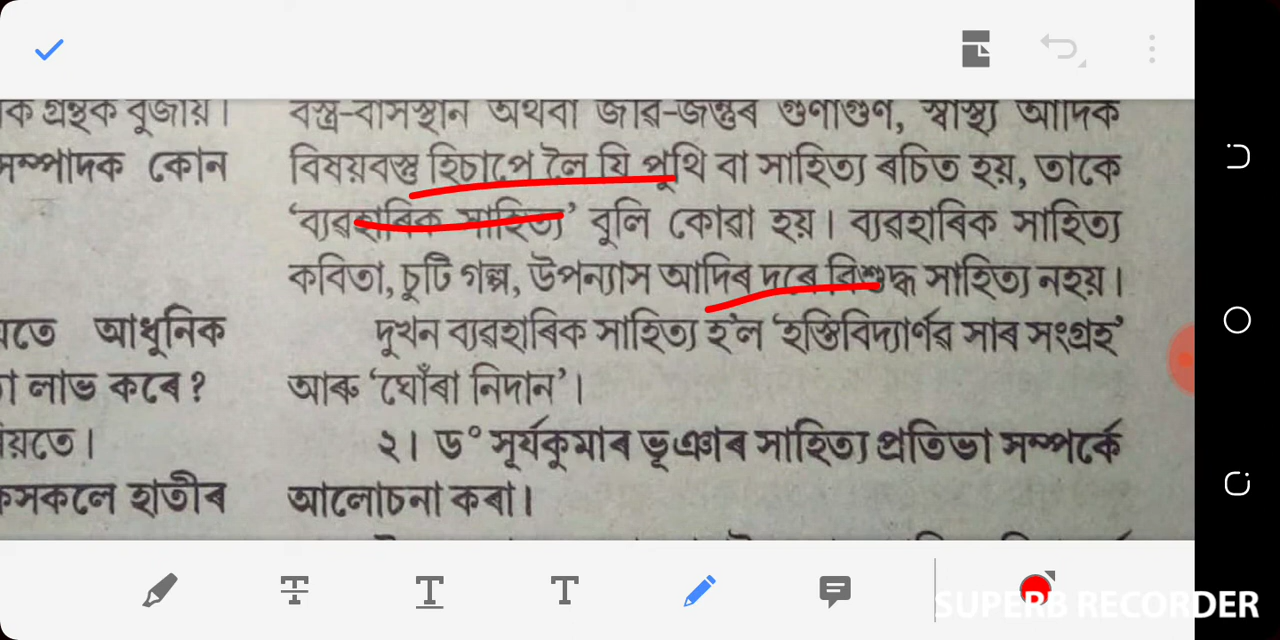 ক গ্ৰন্থক বুজায়।
সম্পাদক কোন
য়তে আধুনিক
া লাভ কৰে?
য়তে।
কসকলে হাতীৰ
বস্ত্ৰ-বাসস্থান অথবা জীৱ-জন্তুৰ গুণাগুণ, স্বাস্থ্য আদিক
বিষয়বস্তু হিচাপে লৈ যি পুথি বা সাহিত্য ৰচিত হয়, তাকে
‘ব্যৱহাৰিক সাহিত্য’ বুলি কোৱা হয়। ব্যৱহাৰিক সাহিত্য
কবিতা, চুটি গল্প, উপন্যাস আদিৰ দৰে বিশুদ্ধ সাহিত্য নহয়।
দুখন ব্যৱহাৰিক সাহিত্য হ'ল ‘হস্তিবিদ্যাৰ্ণৱ সাৰ সংগ্ৰহ’
আৰু ‘ঘোঁৰা নিদান’।
২। ড° সূৰ্যকুমাৰ ভূঞাৰ সাহিত্য প্ৰতিভা সম্পৰ্কে
আলোচনা কৰা।
SUPERB RECORDER